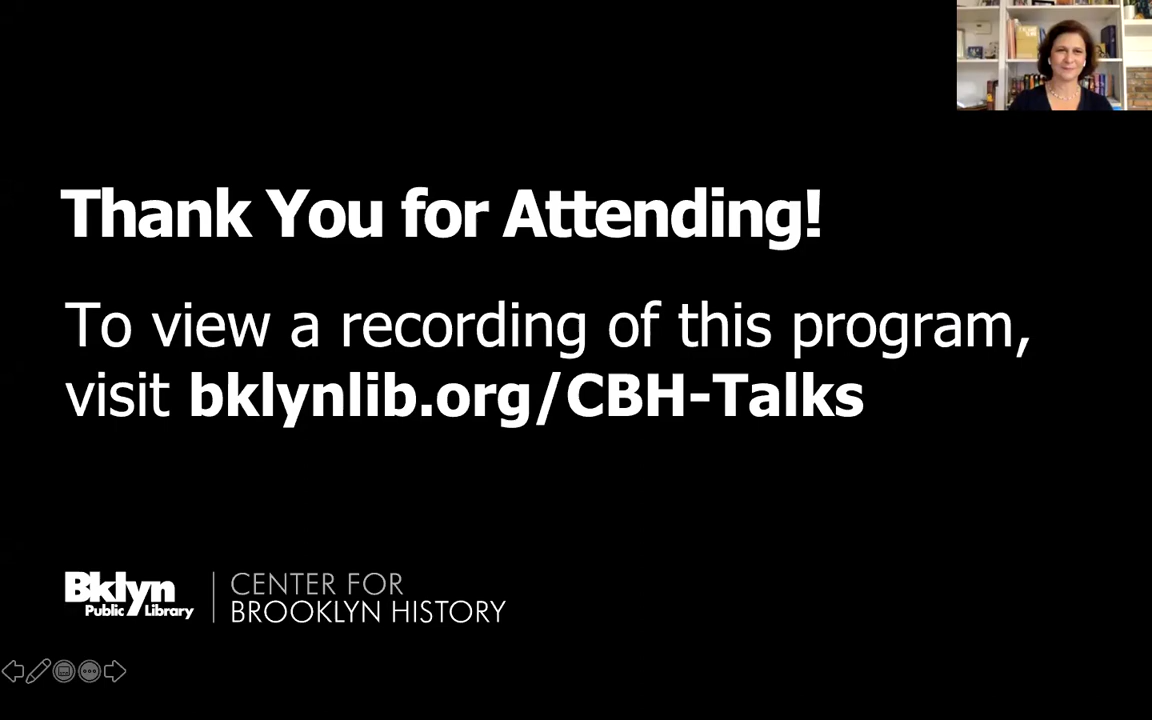 Thank You for Attending!
To view a recording of this program,
visit bklynlib.org/CBH-Talks
Bklyn
Public Library
CENTER FOR
BROOKLYN HISTORY